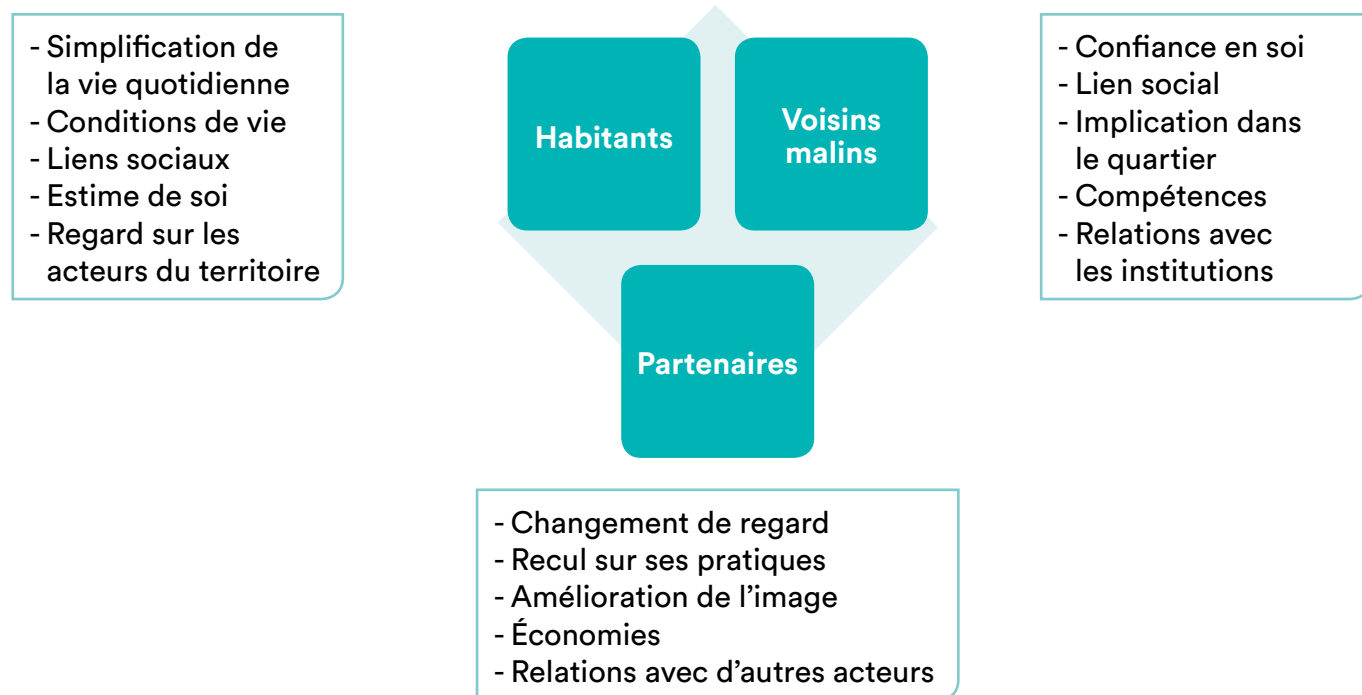 - Simplification de
la vie quotidienne
- Conditions de vie
- Liens sociaux
- Estime de soi
- Regard sur les
acteurs du territoire
Habitants
Voisins
malins
Partenaires
- Confiance en soi
- Lien social
- Implication dans
le quartier
- Compétences
- Relations avec
les institutions
- Changement de regard
- Recul sur ses pratiques
- Amélioration de l’image
- Économies
- Relations avec d’autres acteurs